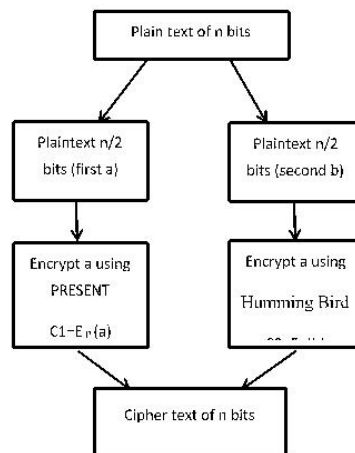 Plain text of n bits
Plaintext n/2
bits (first a)
Plaintext n/2
bits (second b)
Encrypt a using
PRESENT
C1=E (a)
Encrypt a using
Humming Bird
Cipher text of n bits